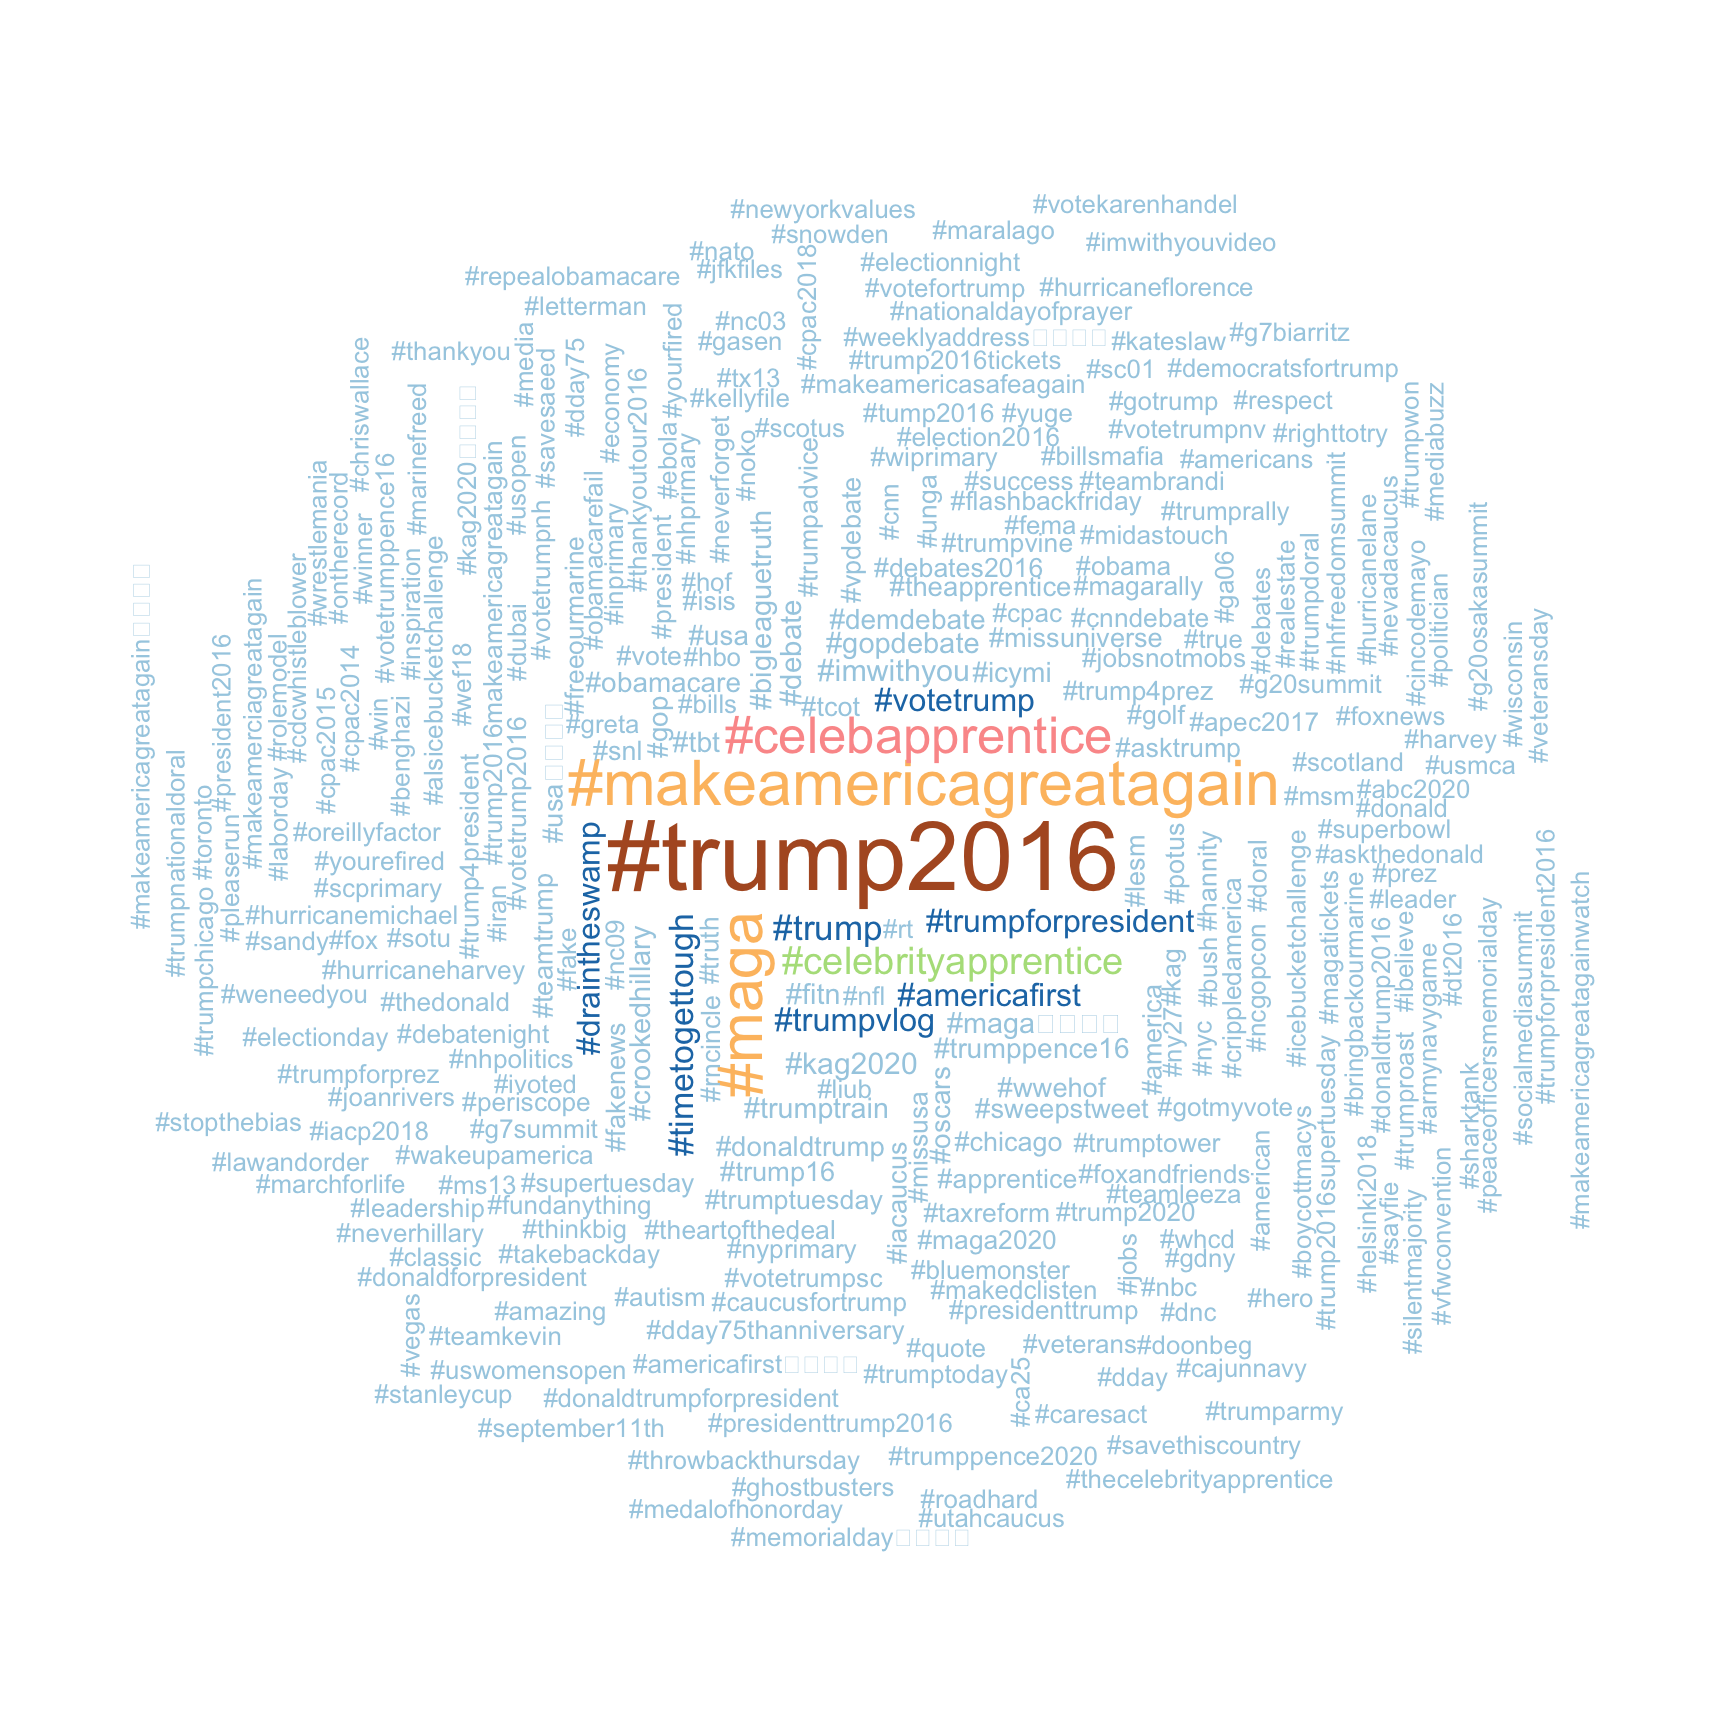 #newyorkvalues
#votekarenhandel
#snowden
#maralago
#imwithyouvideo
#nato
#jfkfiles
#cpac2018
#electionnight
#repealobamacare
#votefortrump
#hurricaneflorence
#letterman
#nationaldayofprayer
#nc03
#gasen
#weeklyaddress
#kateslaw
#g7biarritz
#thankyou
#media
#dday75
#economy
#yourfired
#trump2016tickets
#sc01
#democratsfortrump
#tx13
#kellyfile
#makeamericasafeagain
#chriswallace
#marinefreed
#kag2020
#savesaeed
#thankyoutour2016
#ebola
#scotus
#tump2016
#yuge
#gotrump
#respect
#trumpwon
#mediabuzz
#election2016
#votetrumpnv
#righttotry
#wiprimary
#billsmafia
#americans
#wrestlemania
#ontherecord
#winner
#votetrumppence16
#inspiration
#alsicebucketchallenge
#trump2016makeamericagreatagain
#usopen
#votetrumpnh
#freeourmarine
#obamacarefail
#inprimary
#president
#nhprimary
#neverforget
#noko
#bigleaguetruth
#trumpadvice
#vpdebate
#cnn
#unga
#success
#teambrandi
#flashbackfriday
#fema
#trumprally
#trumpvine
#midastouch
#debates2016
#obama
#theapprentice
#magarally
#ga06
#debates
#realestate
#trumpdoral
#nhfreedomsummit
#hurricanelane
#nevadacaucus
#cincodemayo
#politician
#g20osakasummit
#wisconsin
#veteransday
#hof
#isis
#usa
#debate
#demdebate
#cpac
#cnndebate
#gopdebate
#missuniverse
#true
#vote
#hbo
#imwithyou
#icymi
#jobsnotmobs
#obamacare
#votetrump
#trump4prez
#g20summit
#bills
#tcot
#golf
#apec2017
#foxnews
#greta
#gop
#tbt
#celebapprentice
#asktrump
#harvey
#snl
#scotland
#usmca
#makeamericagreatagain
#msm
#abc2020
#donald
#makeamericagreatagain
#trumpnationaldoral
#toronto
#trumpchicago
#president2016
#pleaserun
#makeamerciagreatagain
#rolemodel
#laborday
#cdcwhistleblower
#cpac2015
#cpac2014
#win
#benghazi
#wef18
#dubai
#votetrump2016
#trump4president
#iran
#usa
#trump2016
#superbowl
#oreillyfactor
#askthedonald
#yourefired
#prez
#scprimary
#leader
#hurricanemichael
#sandy
#fox
#sotu
#hurricaneharvey
#weneedyou
#thedonald
#teamtrump
#fake
#draintheswamp
#nc09
#crookedhillary
#fakenews
#timetogettough
#truth
#rncincle
#maga
#trump
#rt
#trumpforpresident
#celebrityapprentice
#fitn
#nfl
#americafirst
#trumpvlog
#maga
#lesm
#potus
#hannity
#doral
#america
#kag
#ny27
#bush
#nyc
#crippledamerica
#ncgopcon
#icebucketchallenge
#magatickets
#bringbackourmarine
#donaldtrump2016
#ibelieve
#trumproast
#armynavygame
#dt2016
#sharktank
#peaceofficersmemorialday
#socialmediasummit
#trumpforpresident2016
#makeamericagreatagainwatch
#electionday
#debatenight
#trumppence16
#nhpolitics
#kag2020
#trumpforprez
#ivoted
#liub
#wwehof
#joanrivers
#periscope
#trumptrain
#oscars
#sweepstweet
#gotmyvote
#stopthebias
#iacp2018
#g7summit
#donaldtrump
#missusa
#chicago
#trumptower
#lawandorder
#wakeupamerica
#trump16
#iacaucus
#apprentice
#foxandfriends
#american
#boycottmacys
#trump2016supertuesday
#helsinki2018
#sayfie
#silentmajority
#vfwconvention
#marchforlife
#ms13
#supertuesday
#teamleeza
#leadership
#fundanything
#trumptuesday
#taxreform
#trump2020
#neverhillary
#thinkbig
#theartofthedeal
#maga2020
#whcd
#classic
#takebackday
#nyprimary
#jobs
#gdny
#donaldforpresident
#votetrumpsc
#bluemonster
#makedclisten
#nbc
#vegas
#amazing
#autism
#caucusfortrump
#presidenttrump
#dnc
#hero
#teamkevin
#dday75thanniversary
#quote
#veterans
#doonbeg
#uswomensopen
#americafirst
#trumptoday
#ca25
#dday
#cajunnavy
#stanleycup
#donaldtrumpforpresident
#caresact
#trumparmy
#september11th
#presidenttrump2016
#savethiscountry
#throwbackthursday
#trumppence2020
#ghostbusters
#thecelebrityapprentice
#medalofhonorday
#roadhard
#utahcaucus
#memorialday